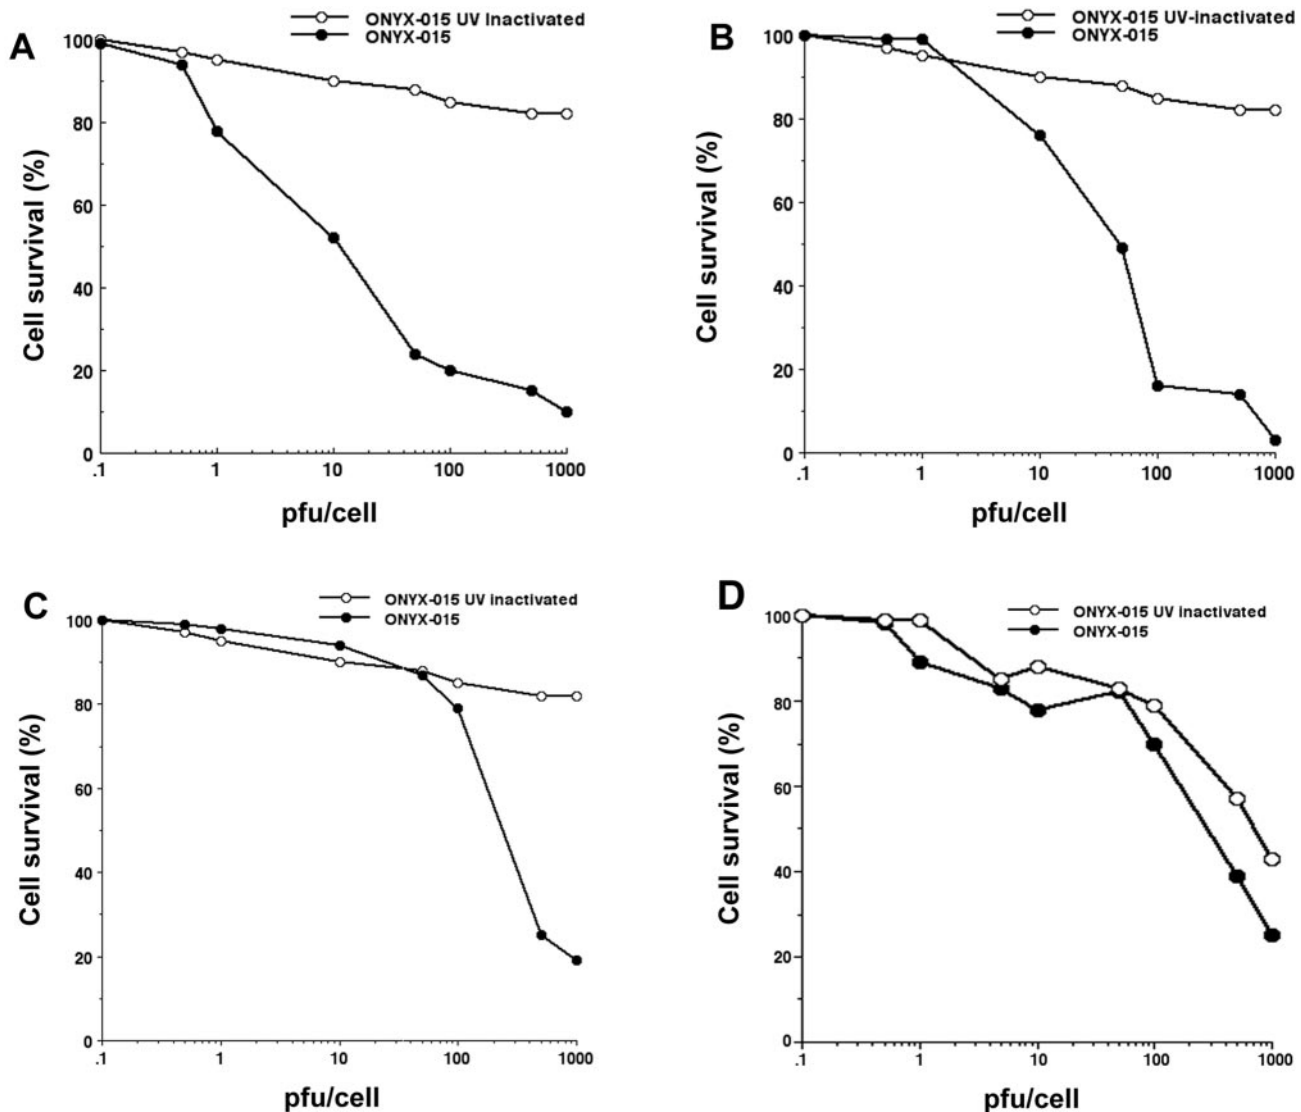 A
ONYX-015 UV inactivated
ONYX-015
100
80
60
40
20
0
Cell survival (%)
.1 1 10 100 1000
pfu/cell
B
ONYX-015 UV-inactivated
ONYX-015
100
80
60
40
20
0
Cell survival (%)
.1 1 10 100 1000
pfu/cell
C
ONYX-015 UV inactivated
ONYX-015
100
80
60
40
20
0
Cell survival (%)
.1 1 10 100 1000
pfu/cell
D
ONYX-015 UV inactivated
ONYX-015
100
80
60
40
20
0
Cell survival (%)
.1 1 10 100 1000
pfu/cell